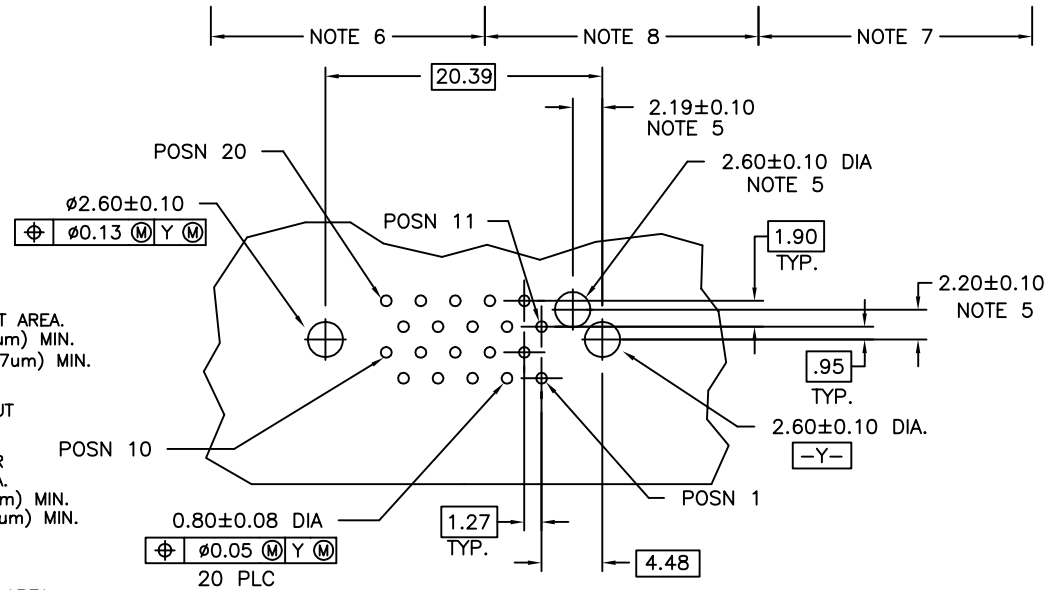 NOTE 6
NOTE 8
NOTE 7
20.39
2.19±0.10
NOTE 5
POSN 20
2.60±0.10 DIA
NOTE 5
ø2.60±0.10
⌖ ø0.13 Ⓜ Y Ⓜ
POSN 11
1.90
TYP.
2.20±0.10
NOTE 5
T AREA.
um) MIN.
7um) MIN.
.95
TYP.
UT
2.60±0.10 DIA.
-Y-
POSN 10
R
A.
m) MIN.
um) MIN.
POSN 1
0.80±0.08 DIA
⌖ ø0.05 Ⓜ Y Ⓜ
20 PLC
1.27
TYP.
4.48